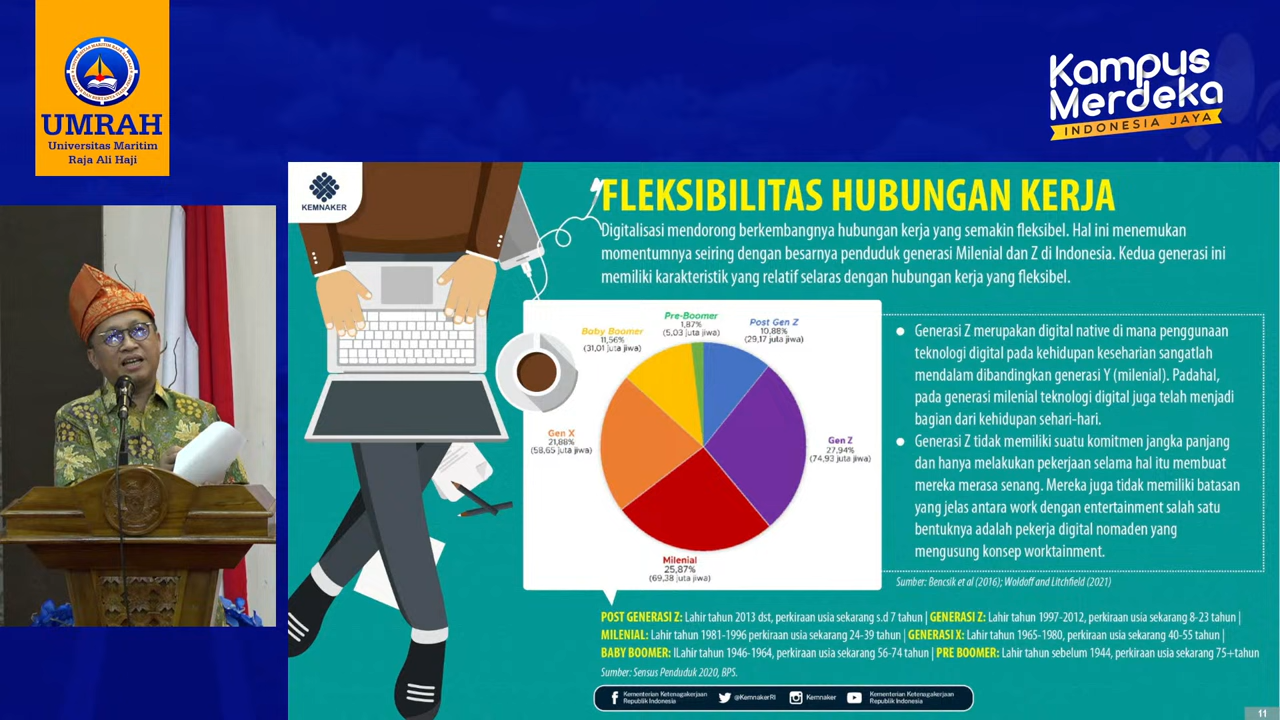 UMRAH
Universitas Maritim
Raja Ali Haji
Kampus
Merdeka
INDONESIA JAYA
KEMNAKER
FLEKSIBILITAS HUBUNGAN KERJA
Digitalisasi mendorong berkembangnya hubungan kerja yang semakin fleksibel. Hal ini menemukan
momentumnya seiring dengan besarnya penduduk generasi Milenial dan Z di Indonesia. Kedua generasi ini
memiliki karakteristik yang relatif selaras dengan hubungan kerja yang fleksibel.
Pre-Boomer
1,87%
(5,03 juta jiwa)
Post Gen Z
10,88%
(29,17 juta jiwa)
Baby Boomer
11,56%
(31,01 juta jiwa)
Gen X
21,88%
(58,65 juta jiwa)
Gen Z
27,94%
(74,93 juta jiwa)
Milenial
25,87%
(69,38 juta jiwa)
● Generasi Z merupakan digital native di mana penggunaan
teknologi digital pada kehidupan keseharian sangatlah
mendalam dibandingkan generasi Y (milenial). Padahal,
pada generasi milenial teknologi digital juga telah menjadi
bagian dari kehidupan sehari-hari.
● Generasi Z tidak memiliki suatu komitmen jangka panjang
dan hanya melakukan pekerjaan selama hal itu membuat
mereka merasa senang. Mereka juga tidak memiliki batasan
yang jelas antara work dengan entertainment salah satu
bentuknya adalah pekerja digital nomaden yang
mengusung konsep worktainment.
Sumber: Bencsik et al (2016); Woldoff and Litchfield (2021)
POST GENERASI Z: Lahir tahun 2013 dst, perkiraan usia sekarang s.d 7 tahun | GENERASI Z: Lahir tahun 1997-2012, perkiraan usia sekarang 8-23 tahun |
MILENIAL: Lahir tahun 1981-1996 perkiraan usia sekarang 24-39 tahun | GENERASI X: Lahir tahun 1965-1980, perkiraan usia sekarang 40-55 tahun |
BABY BOOMER: lLahir tahun 1946-1964, perkiraan usia sekarang 56-74 tahun | PRE BOOMER: Lahir tahun sebelum 1944, perkiraan usia sekarang 75+tahun
Sumber: Sensus Penduduk 2020, BPS.
Kementerian Ketenagakerjaan
Republik Indonesia
@KemnakerRI
Kemnaker
Kementerian Ketenagakerjaan
Republik Indonesia
11